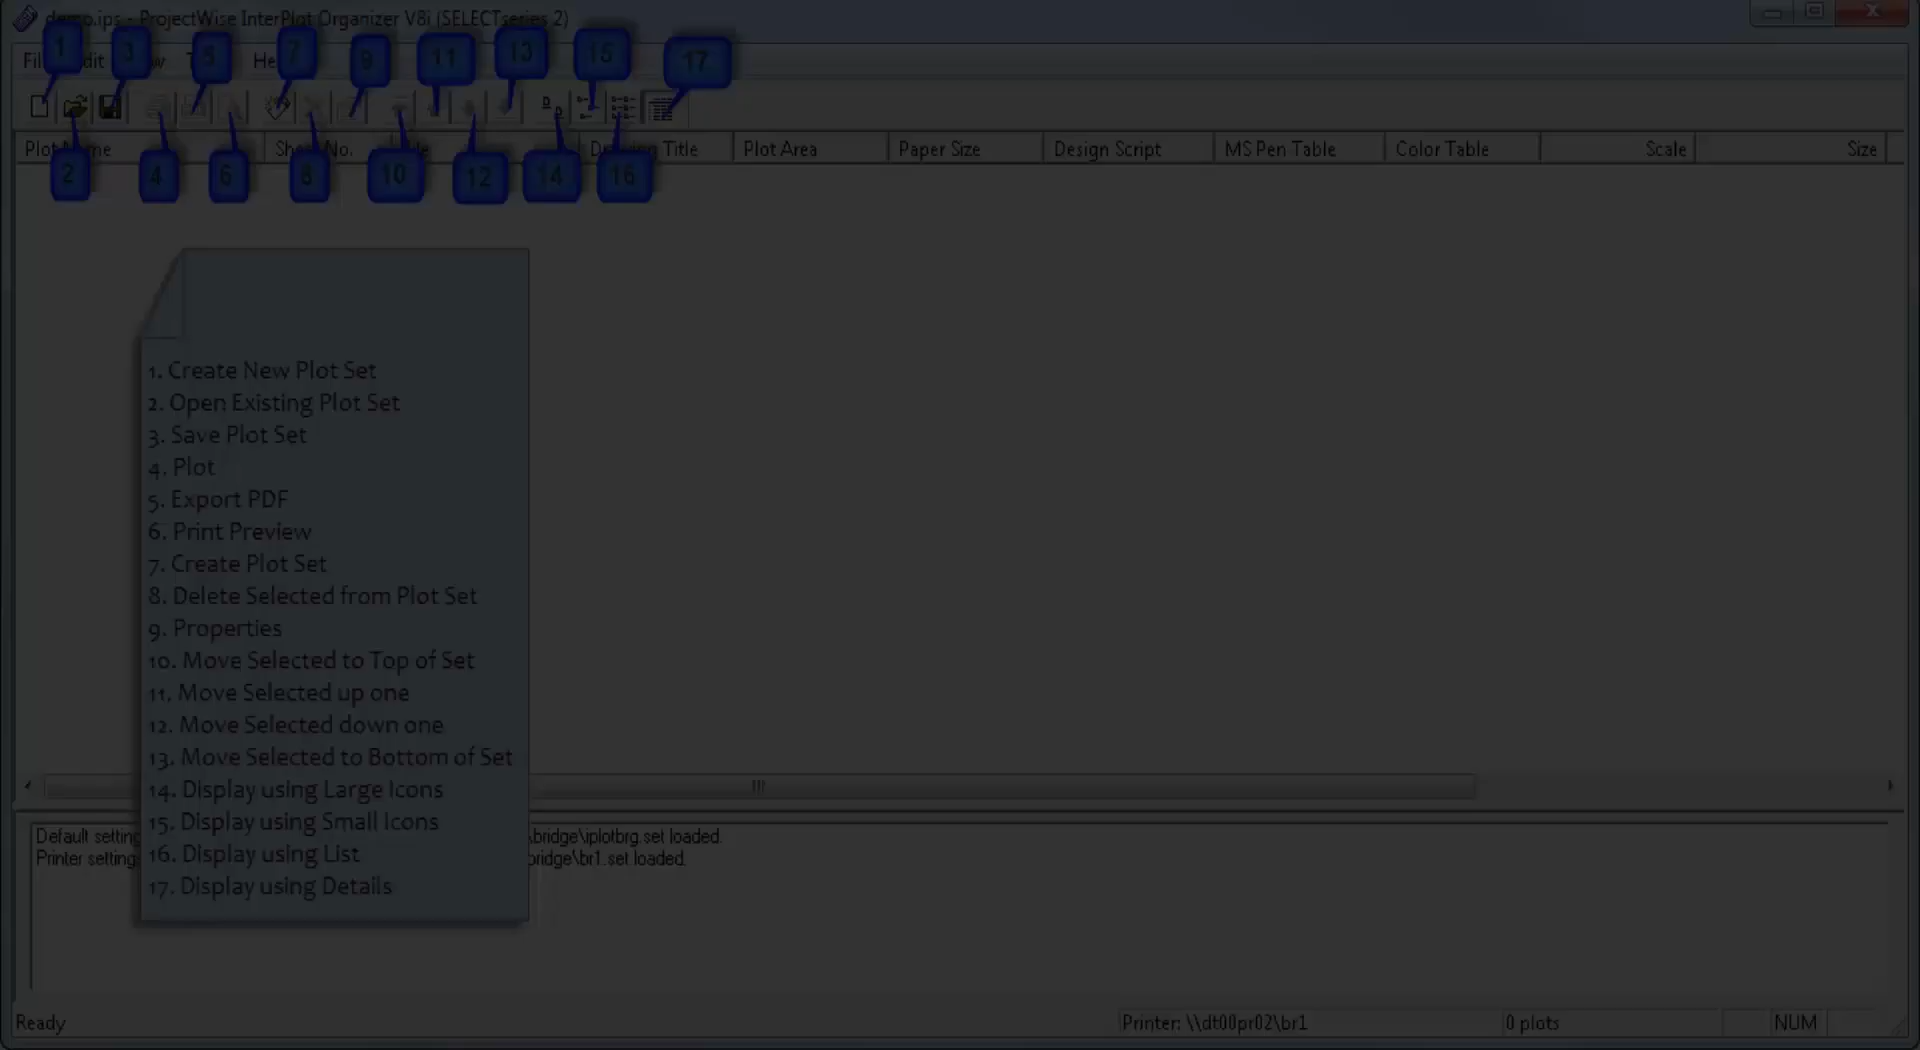 demo.ips - ProjectWise InterPlot Organizer V8i (SELECTseries 2)
1 3 5 7 9 11 13 15 17
Plot Name Sheet No. Drawing Title Plot Area Paper Size Design Script MS Pen Table Color Table Scale Size
2 4 6 8 10 12 14 16
1. Create New Plot Set
2. Open Existing Plot Set
3. Save Plot Set
4. Plot
5. Export PDF
6. Print Preview
7. Create Plot Set
8. Delete Selected from Plot Set
9. Properties
10. Move Selected to Top of Set
11. Move Selected up one
12. Move Selected down one
13. Move Selected to Bottom of Set
14. Display using Large Icons
15. Display using Small Icons
16. Display using List
17. Display using Details
Default setting \bridge\iplotbrg.set loaded.
Printer setting bridge\br1.set loaded.
Ready Printer: \\dt00pr02\br1 0 plots NUM